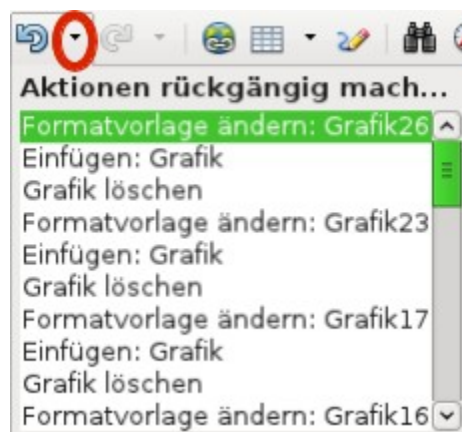 Aktionen rückgängig mach...
Formatvorlage ändern: Grafik26
Einfügen: Grafik
Grafik löschen
Formatvorlage ändern: Grafik23
Einfügen: Grafik
Grafik löschen
Formatvorlage ändern: Grafik17
Einfügen: Grafik
Grafik löschen
Formatvorlage ändern: Grafik16